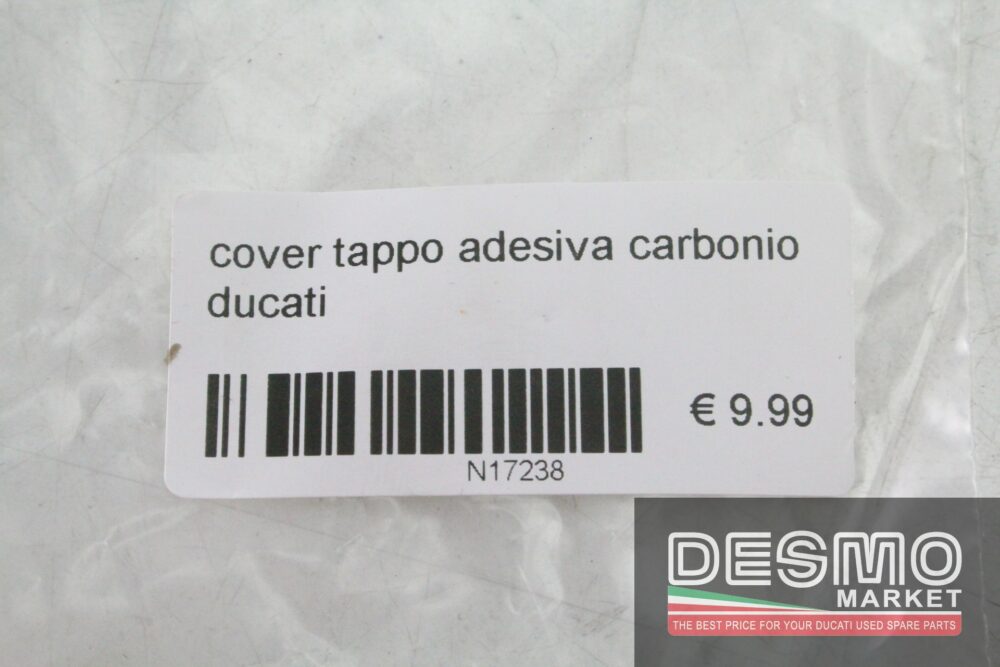 cover tappo adesiva carbonio
ducati
€ 9.99
N17238
DESMO
MARKET
THE BEST PRICE FOR YOUR DUCATI USED SPARE PARTS